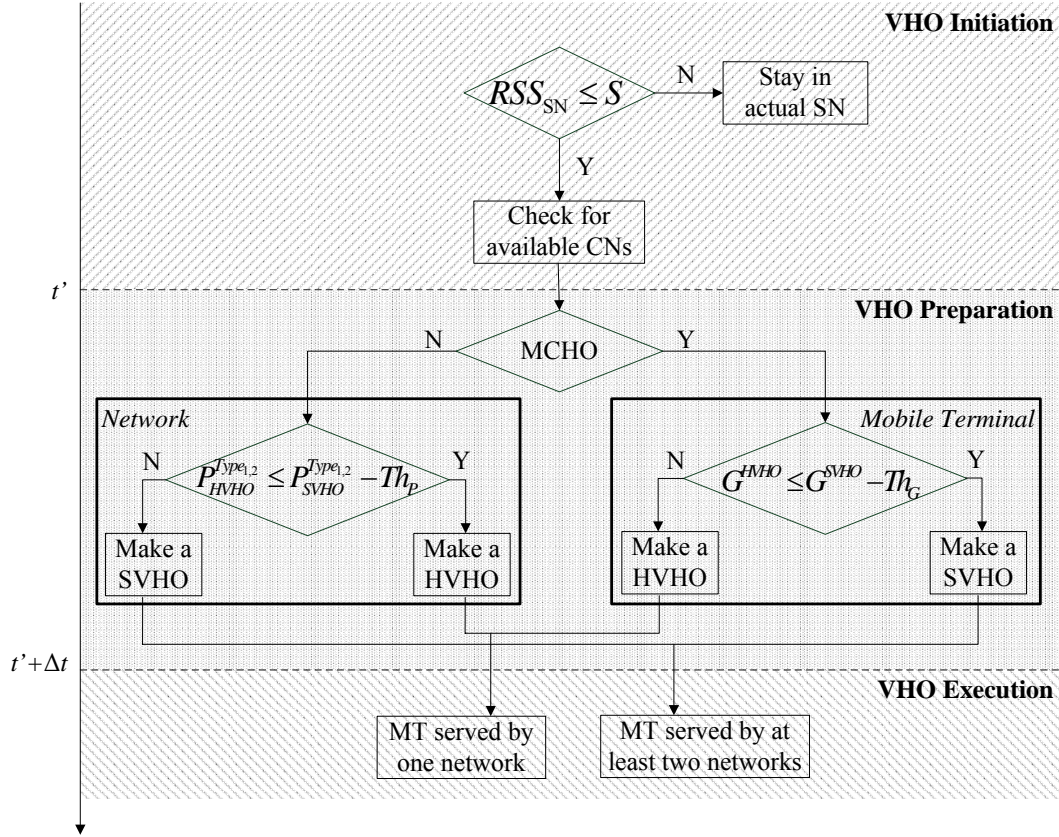 VHO Initiation
RSS_SN ≤ S
N
Stay in
actual SN
Y
Check for
available CNs
t'
VHO Preparation
N
MCHO
Y
Network
Mobile Terminal
N
P_HVHO^Type1,2 ≤ P_SVHO^Type1,2 − Th_P
Y
N
G^HVHO ≤ G^SVHO − Th_G
Y
Make a
SVHO
Make a
HVHO
Make a
HVHO
Make a
SVHO
t'+Δt
VHO Execution
MT served by
one network
MT served by at
least two networks